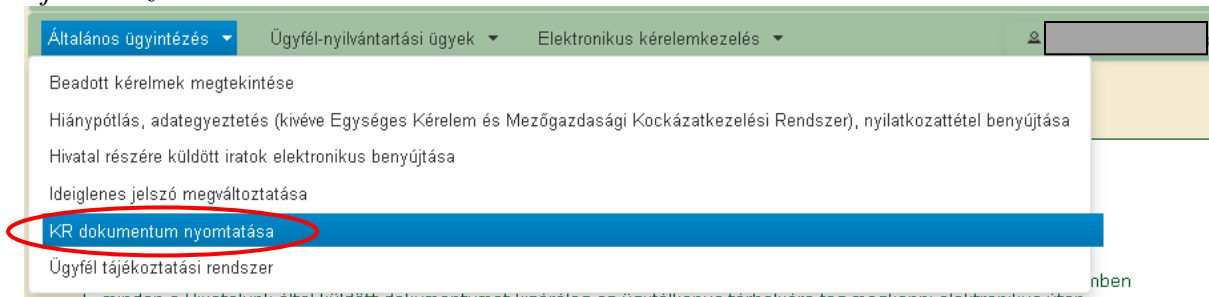 Általános ügyintézés Ügyfél-nyilvántartási ügyek Elektronikus kérelemkezelés
Beadott kérelmek megtekintése
Hiánypótlás, adategyeztetés (kivéve Egységes Kérelem és Mezőgazdasági Kockázatkezelési Rendszer), nyilatkozattétel benyújtása
Hivatal részére küldött iratok elektronikus benyújtása
Ideiglenes jelszó megváltoztatása
KR dokumentum nyomtatása
Ügyfél tájékoztatási rendszer